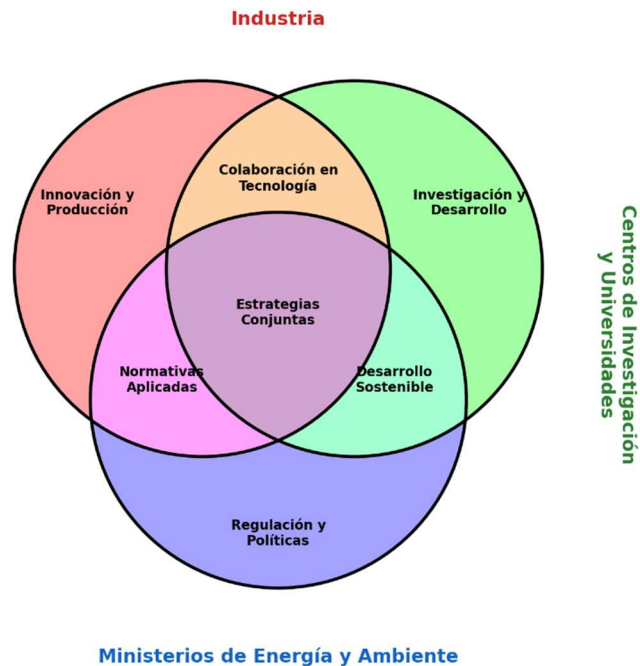 Industria
Colaboración en
Tecnología
Innovación y
Producción
Investigación y
Desarrollo
Centros de Investigación
y Universidades
Estrategias
Conjuntas
Normativas
Aplicadas
Desarrollo
Sostenible
Regulación y
Políticas
Ministerios de Energía y Ambiente